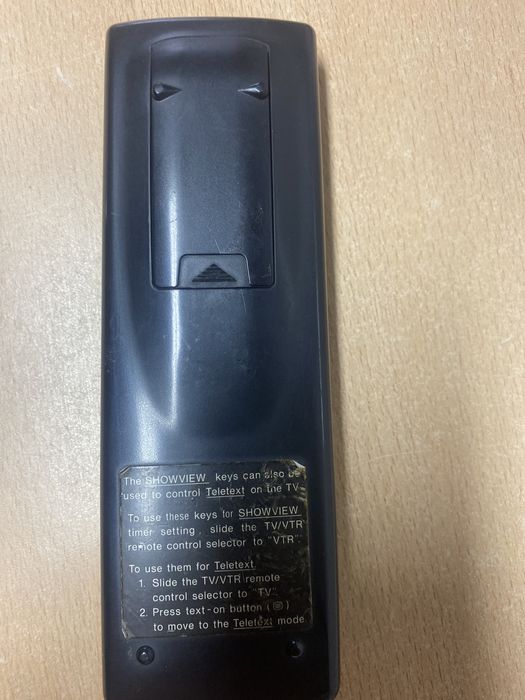 The SHOWVIEW keys can also be
used to control Teletext on the TV
To use these keys for SHOWVIEW
timer setting, slide the TV/VTR
remote control selector to "VTR"
To use them for Teletext
1. Slide the TV/VTR remote
control selector to "TV"
2. Press text-on button (▤)
to move to the Teletext mode